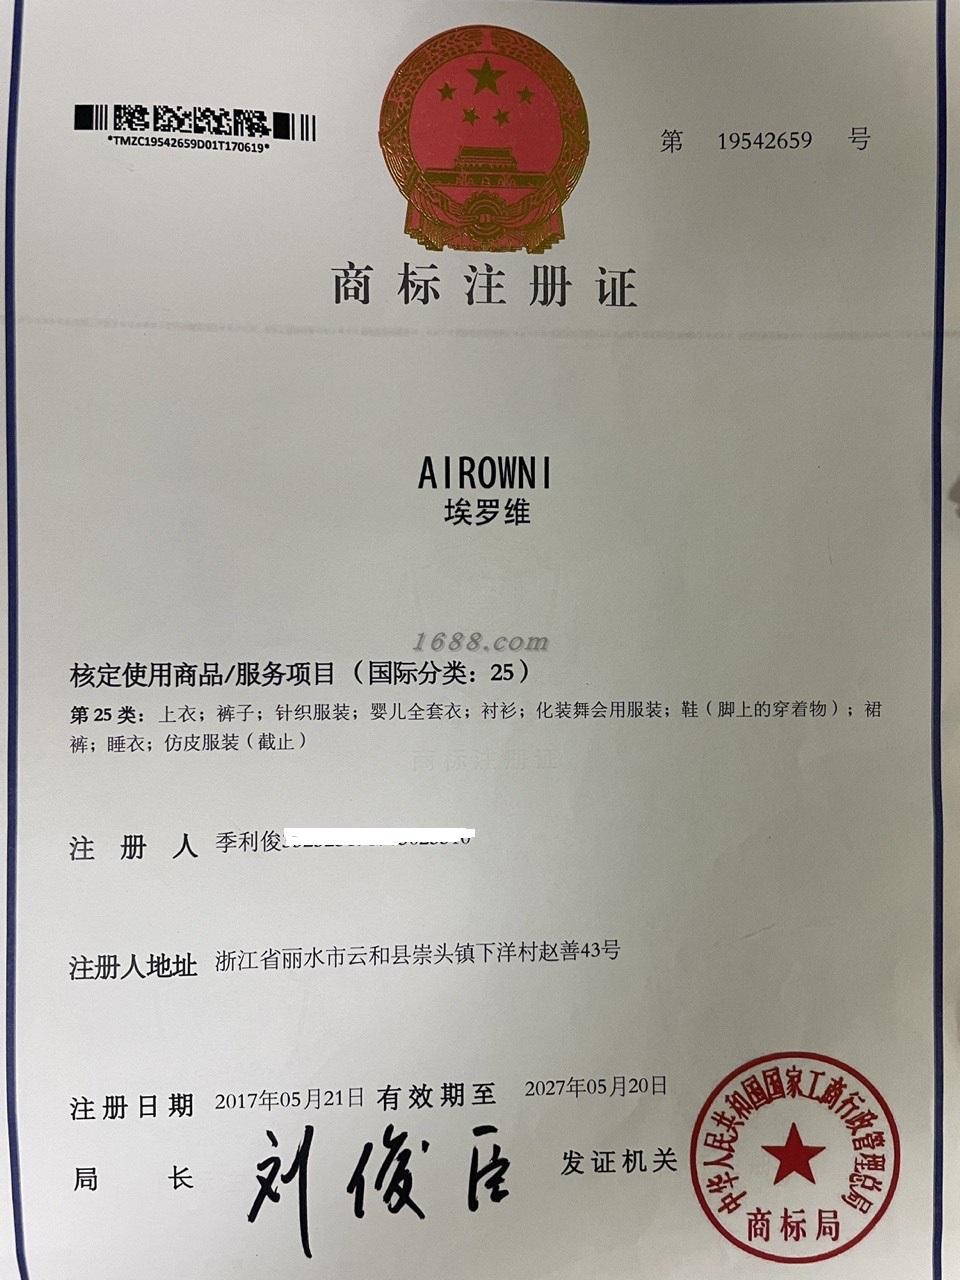 *TMZC19542659D01T170619*
第 19542659 号
商标注册证
AIROWNI
埃罗维
1688.com
核定使用商品/服务项目（国际分类：25）
第 25 类：上衣；裤子；针织服装；婴儿全套衣；衬衫；化装舞会用服装；鞋（脚上的穿着物）；裙
裤；睡衣；仿皮服装（截止）
商标注册证
注册人 季利俊
注册人地址 浙江省丽水市云和县崇头镇下洋村赵善43号
注册日期 2017年05月21日 有效期至 2027年05月20日
局长 刘俊臣 发证机关
中华人民共和国国家工商行政管理总局
商标局